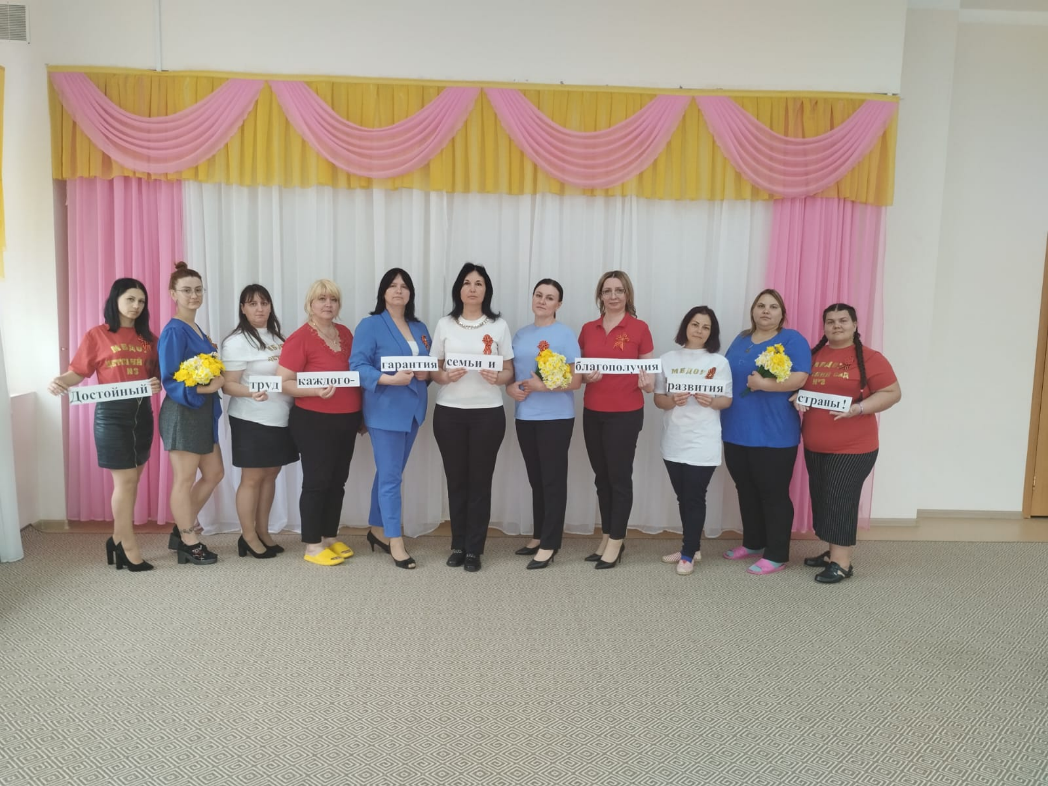 Достойный
труд
каждого-
гарантия
семьи и
благополучия
развития
страны!